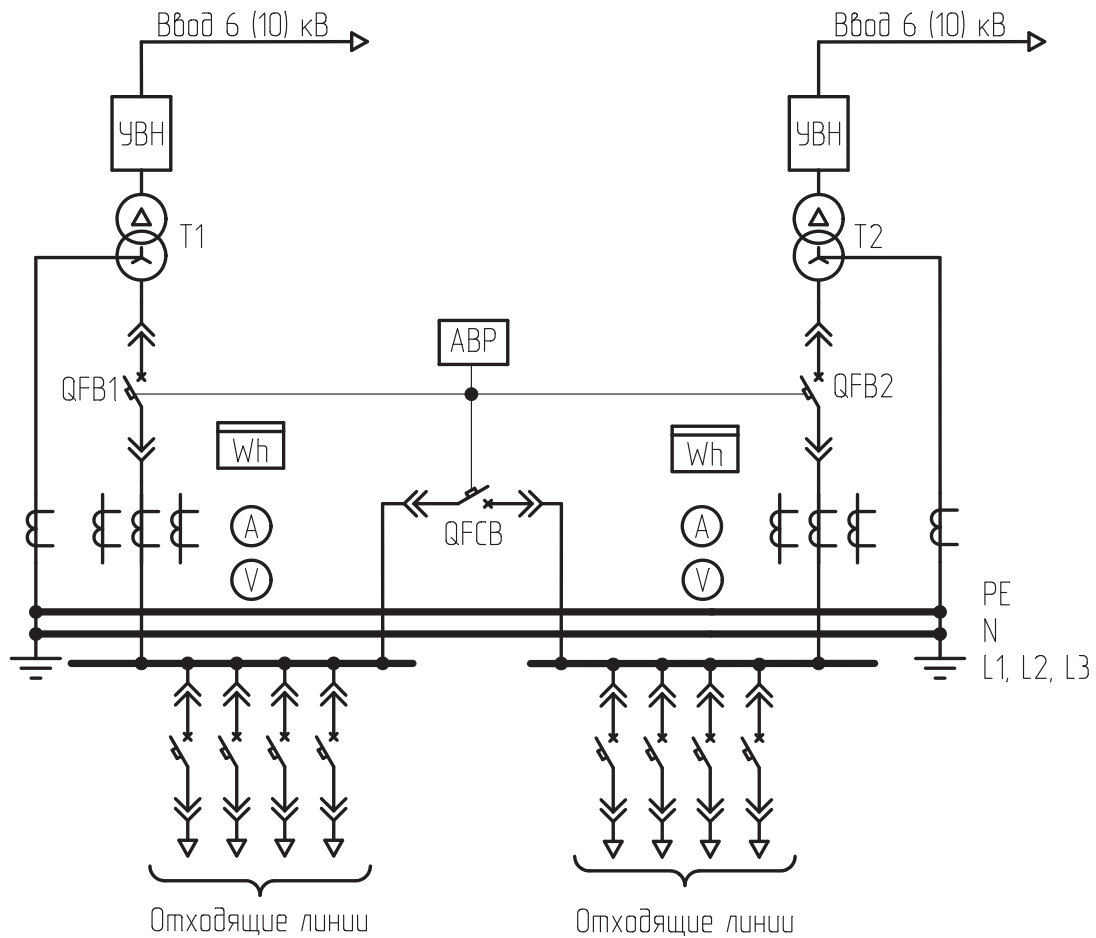 Ввод 6 (10) кВ
Ввод 6 (10) кВ
УВН
УВН
T1
T2
АВР
QFB1
QFB2
Wh
Wh
QFCB
A
A
V
V
PE
N
L1, L2, L3
Отходящие линии
Отходящие линии